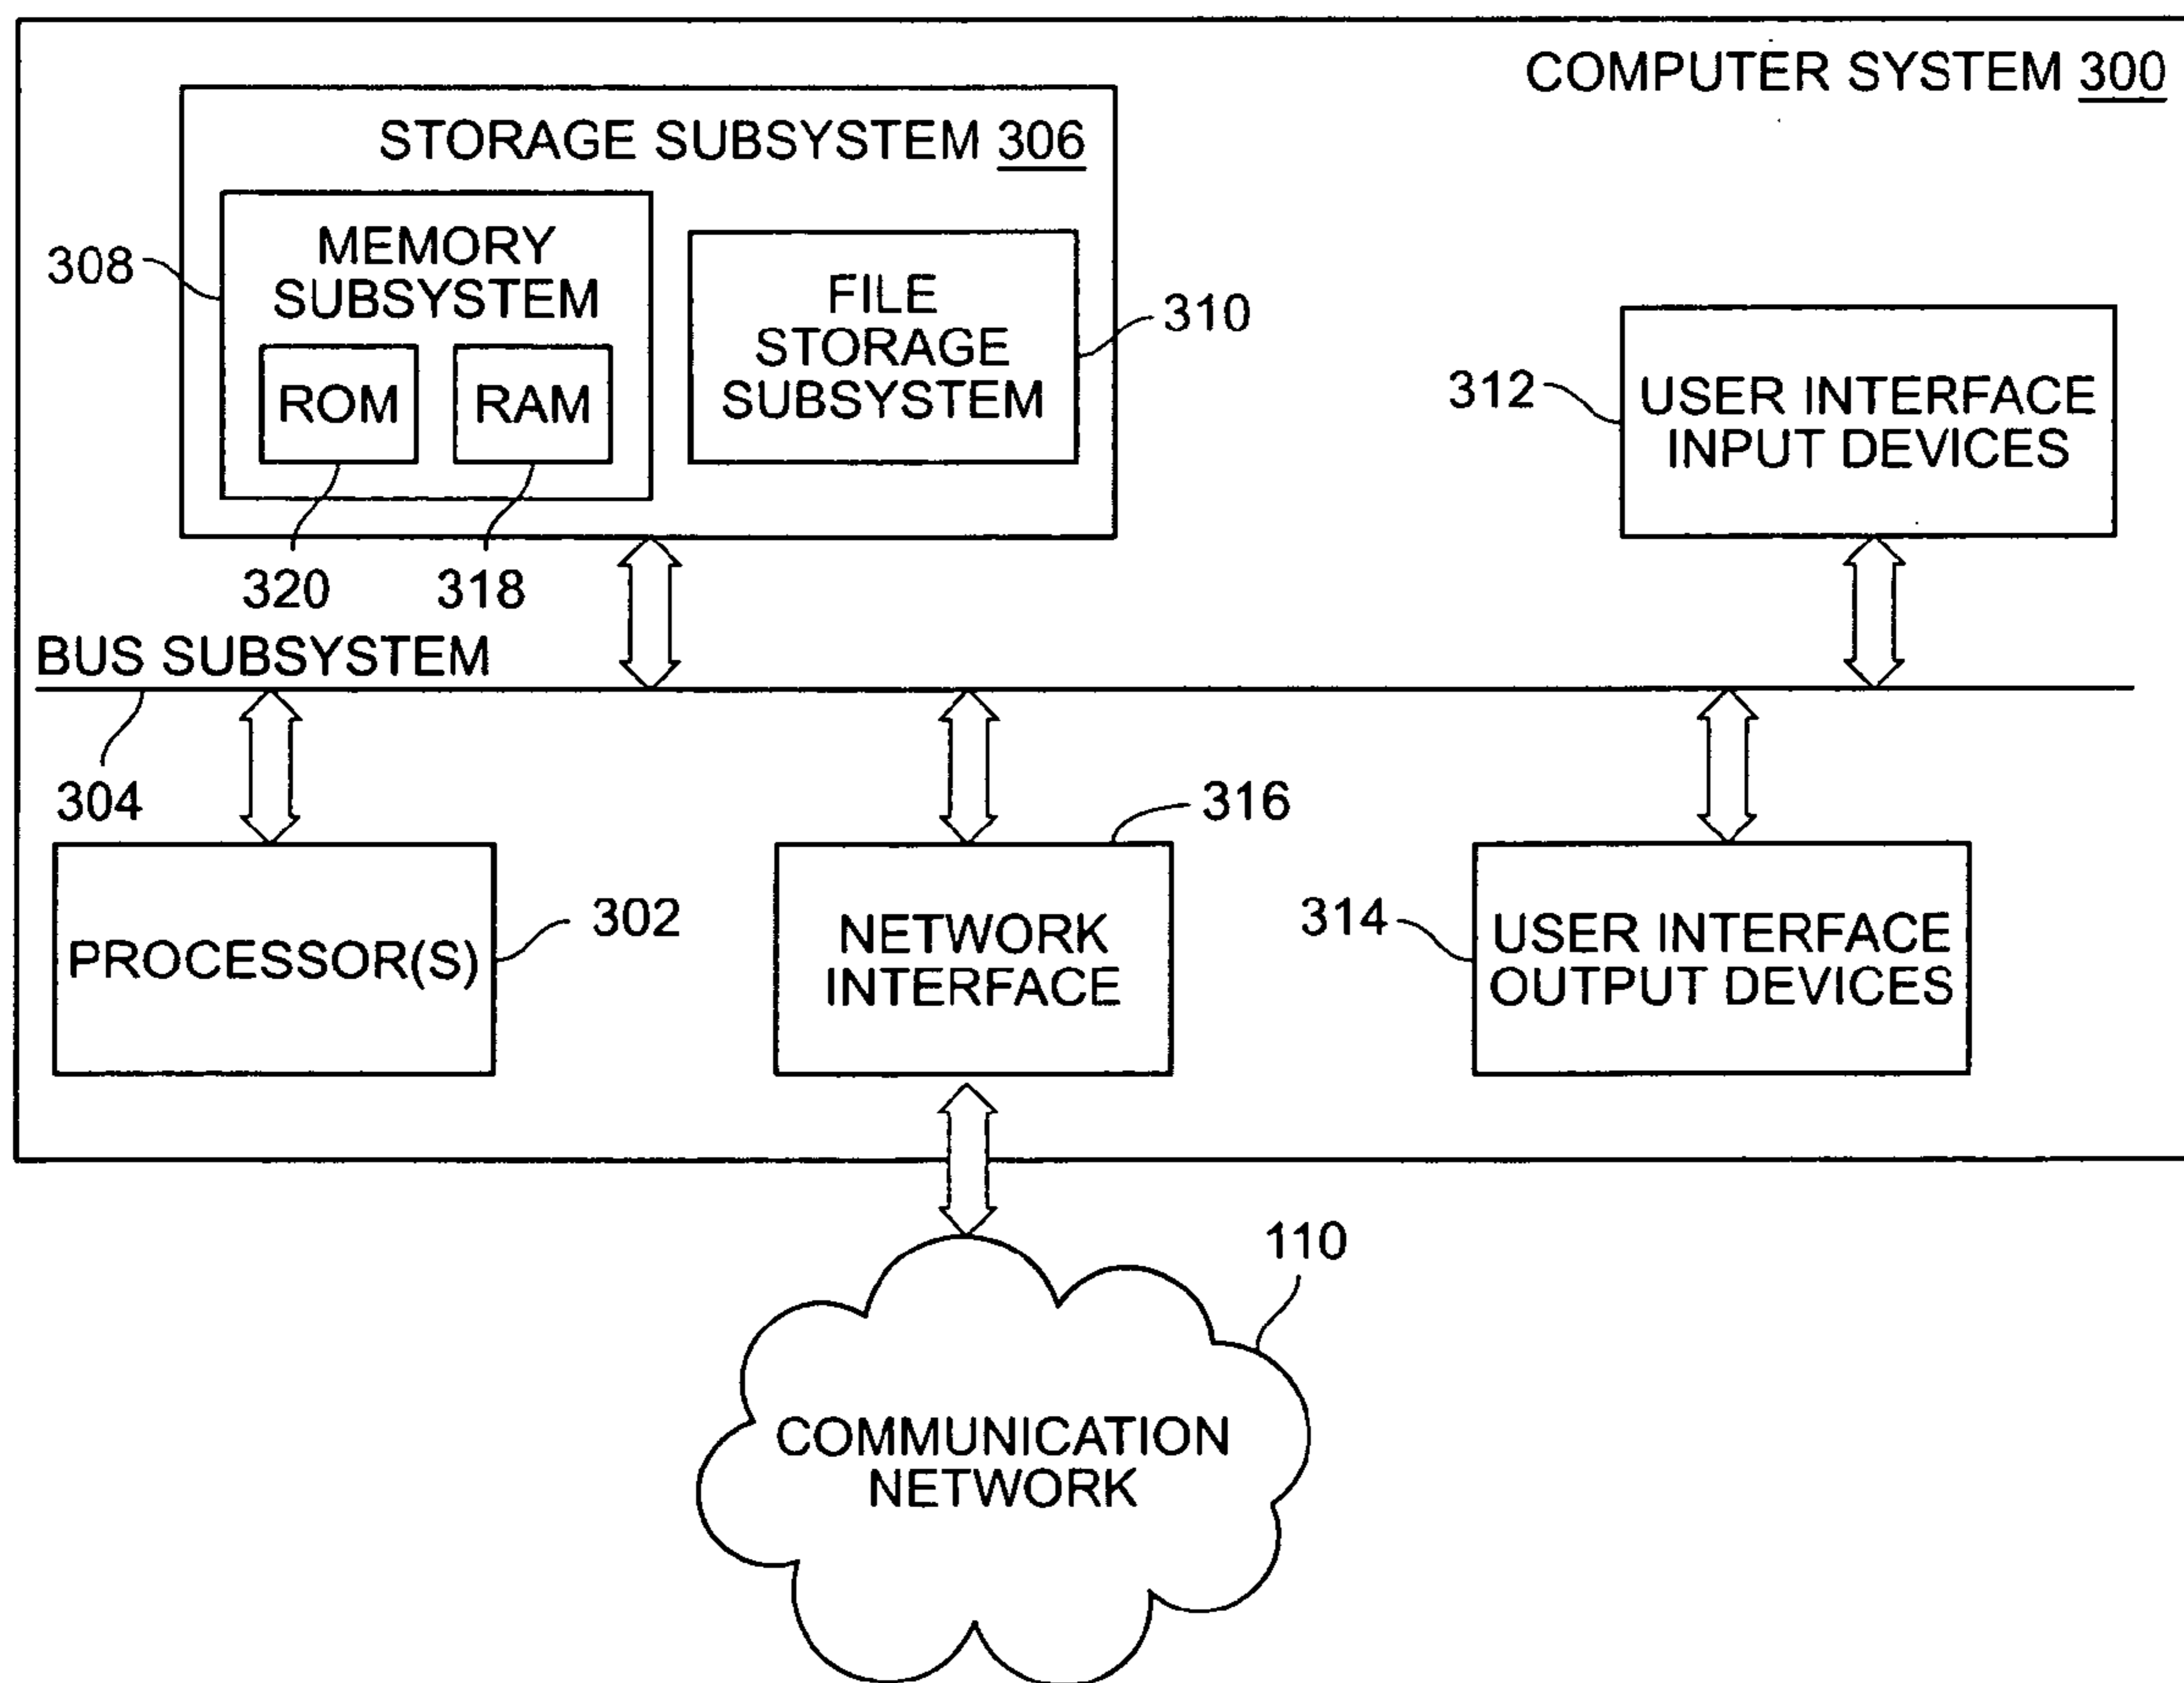 COMPUTER SYSTEM 300
STORAGE SUBSYSTEM 306
308
MEMORY
SUBSYSTEM
ROM
RAM
FILE
STORAGE
SUBSYSTEM
310
312
USER INTERFACE
INPUT DEVICES
320
318
BUS SUBSYSTEM
304
PROCESSOR(S)
302
316
NETWORK
INTERFACE
314
USER INTERFACE
OUTPUT DEVICES
110
COMMUNICATION
NETWORK